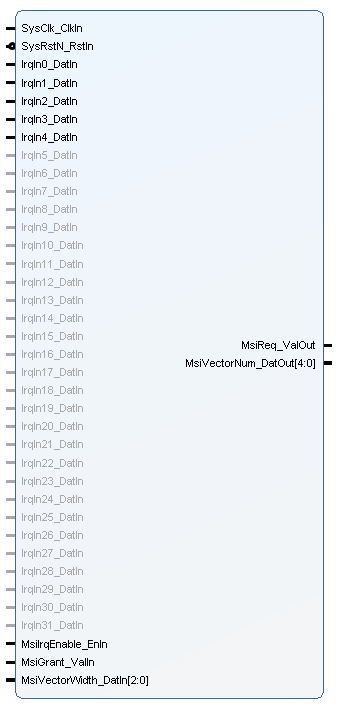 SysClk_ClkIn
SysRstN_RstIn
IrqIn0_DatIn
IrqIn1_DatIn
IrqIn2_DatIn
IrqIn3_DatIn
IrqIn4_DatIn
IrqIn5_DatIn
IrqIn6_DatIn
IrqIn7_DatIn
IrqIn8_DatIn
IrqIn9_DatIn
IrqIn10_DatIn
IrqIn11_DatIn
IrqIn12_DatIn
IrqIn13_DatIn
IrqIn14_DatIn
IrqIn15_DatIn
IrqIn16_DatIn
IrqIn17_DatIn
IrqIn18_DatIn
IrqIn19_DatIn
IrqIn20_DatIn
IrqIn21_DatIn
IrqIn22_DatIn
IrqIn23_DatIn
IrqIn24_DatIn
IrqIn25_DatIn
IrqIn26_DatIn
IrqIn27_DatIn
IrqIn28_DatIn
IrqIn29_DatIn
IrqIn30_DatIn
IrqIn31_DatIn
MsiIrqEnable_EnIn
MsiGrant_ValIn
MsiVectorWidth_DatIn[2:0]
MsiReq_ValOut
MsiVectorNum_DatOut[4:0]